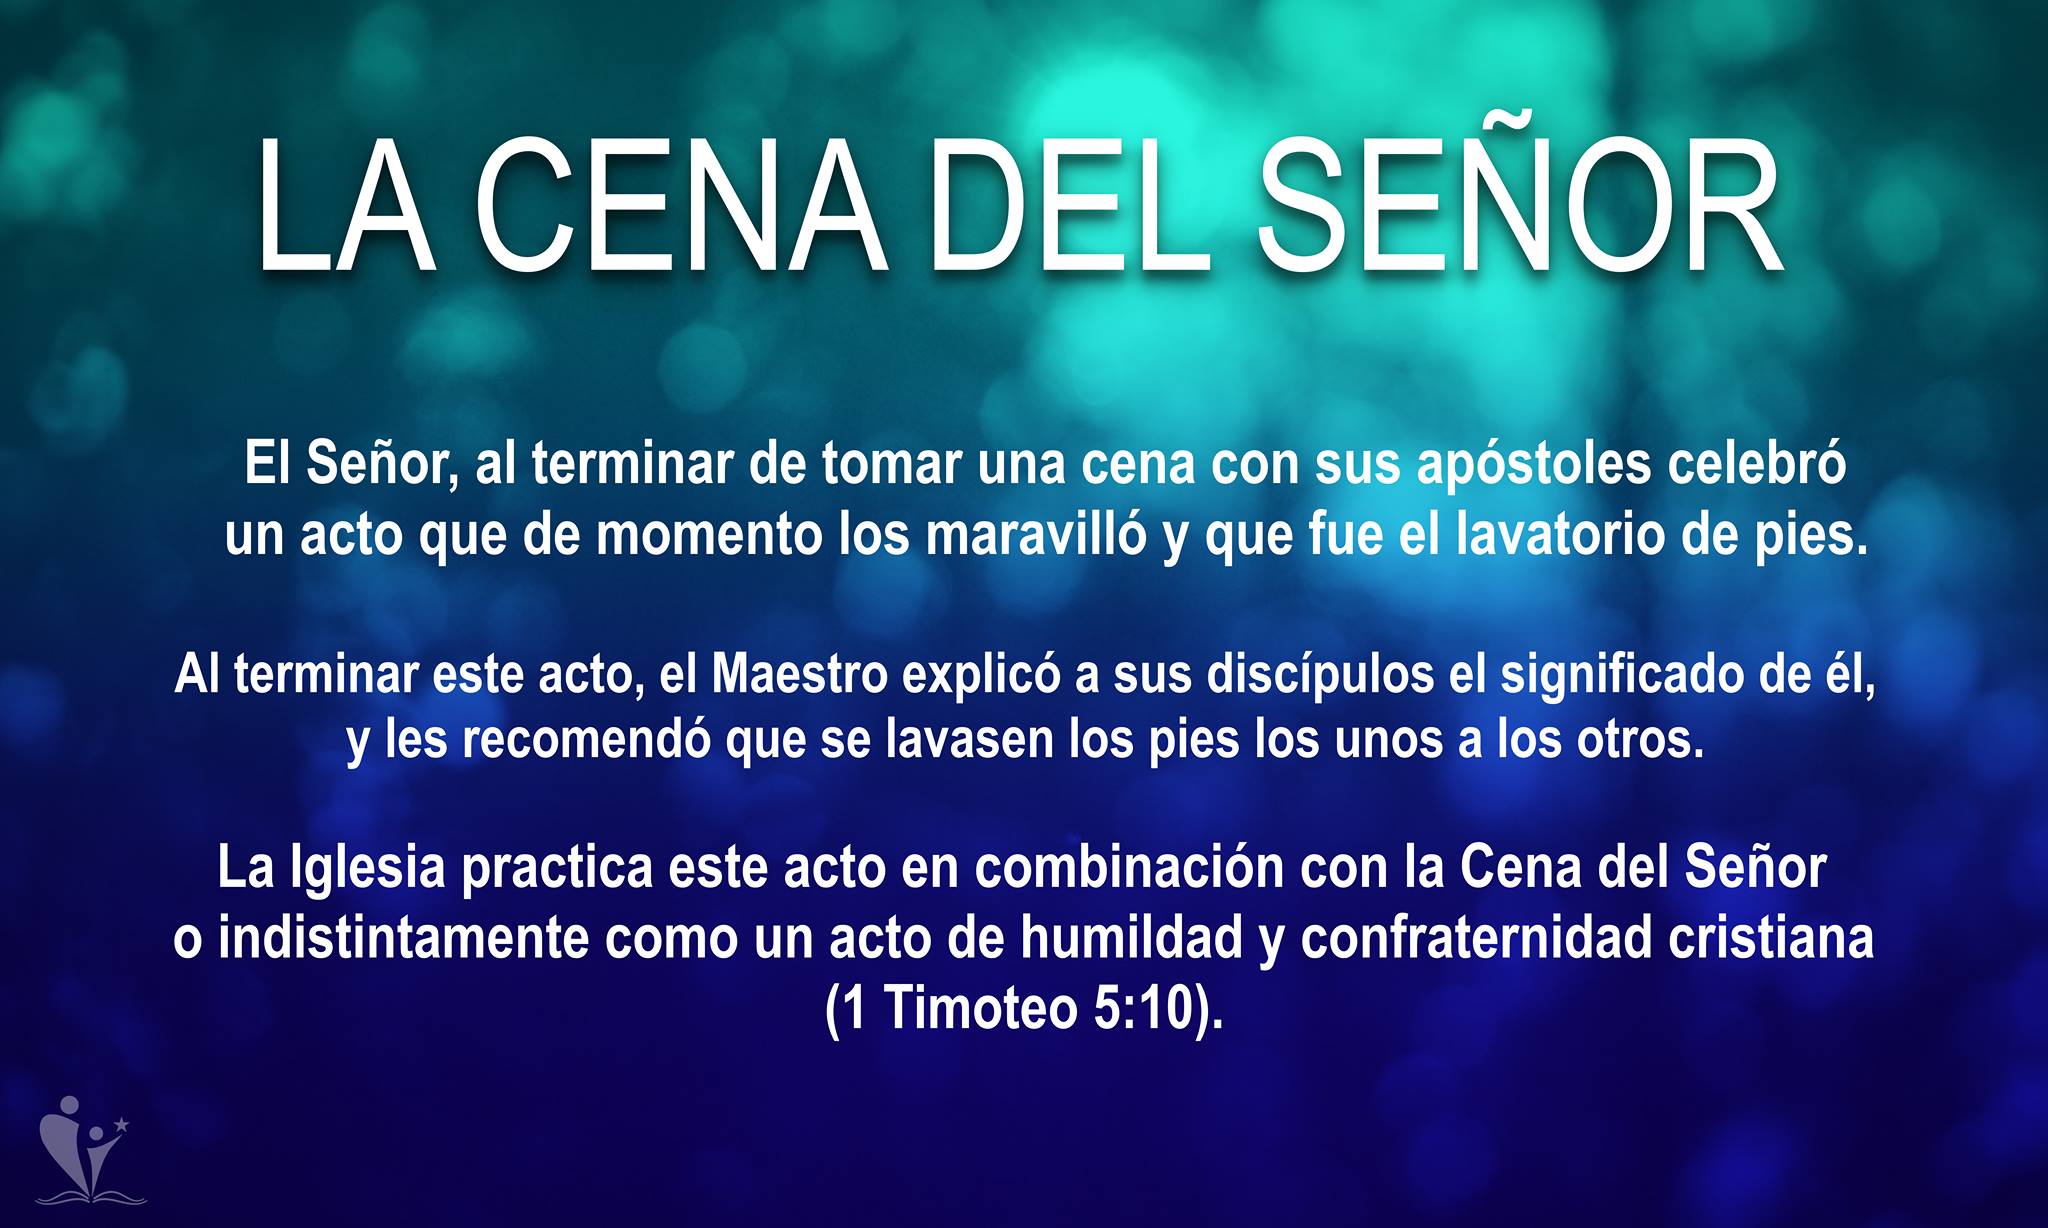 LA CENA DEL SEÑOR
El Señor, al terminar de tomar una cena con sus apóstoles celebró
un acto que de momento los maravilló y que fue el lavatorio de pies.
Al terminar este acto, el Maestro explicó a sus discípulos el significado de él,
y les recomendó que se lavasen los pies los unos a los otros.
La Iglesia practica este acto en combinación con la Cena del Señor
o indistintamente como un acto de humildad y confraternidad cristiana
(1 Timoteo 5:10).